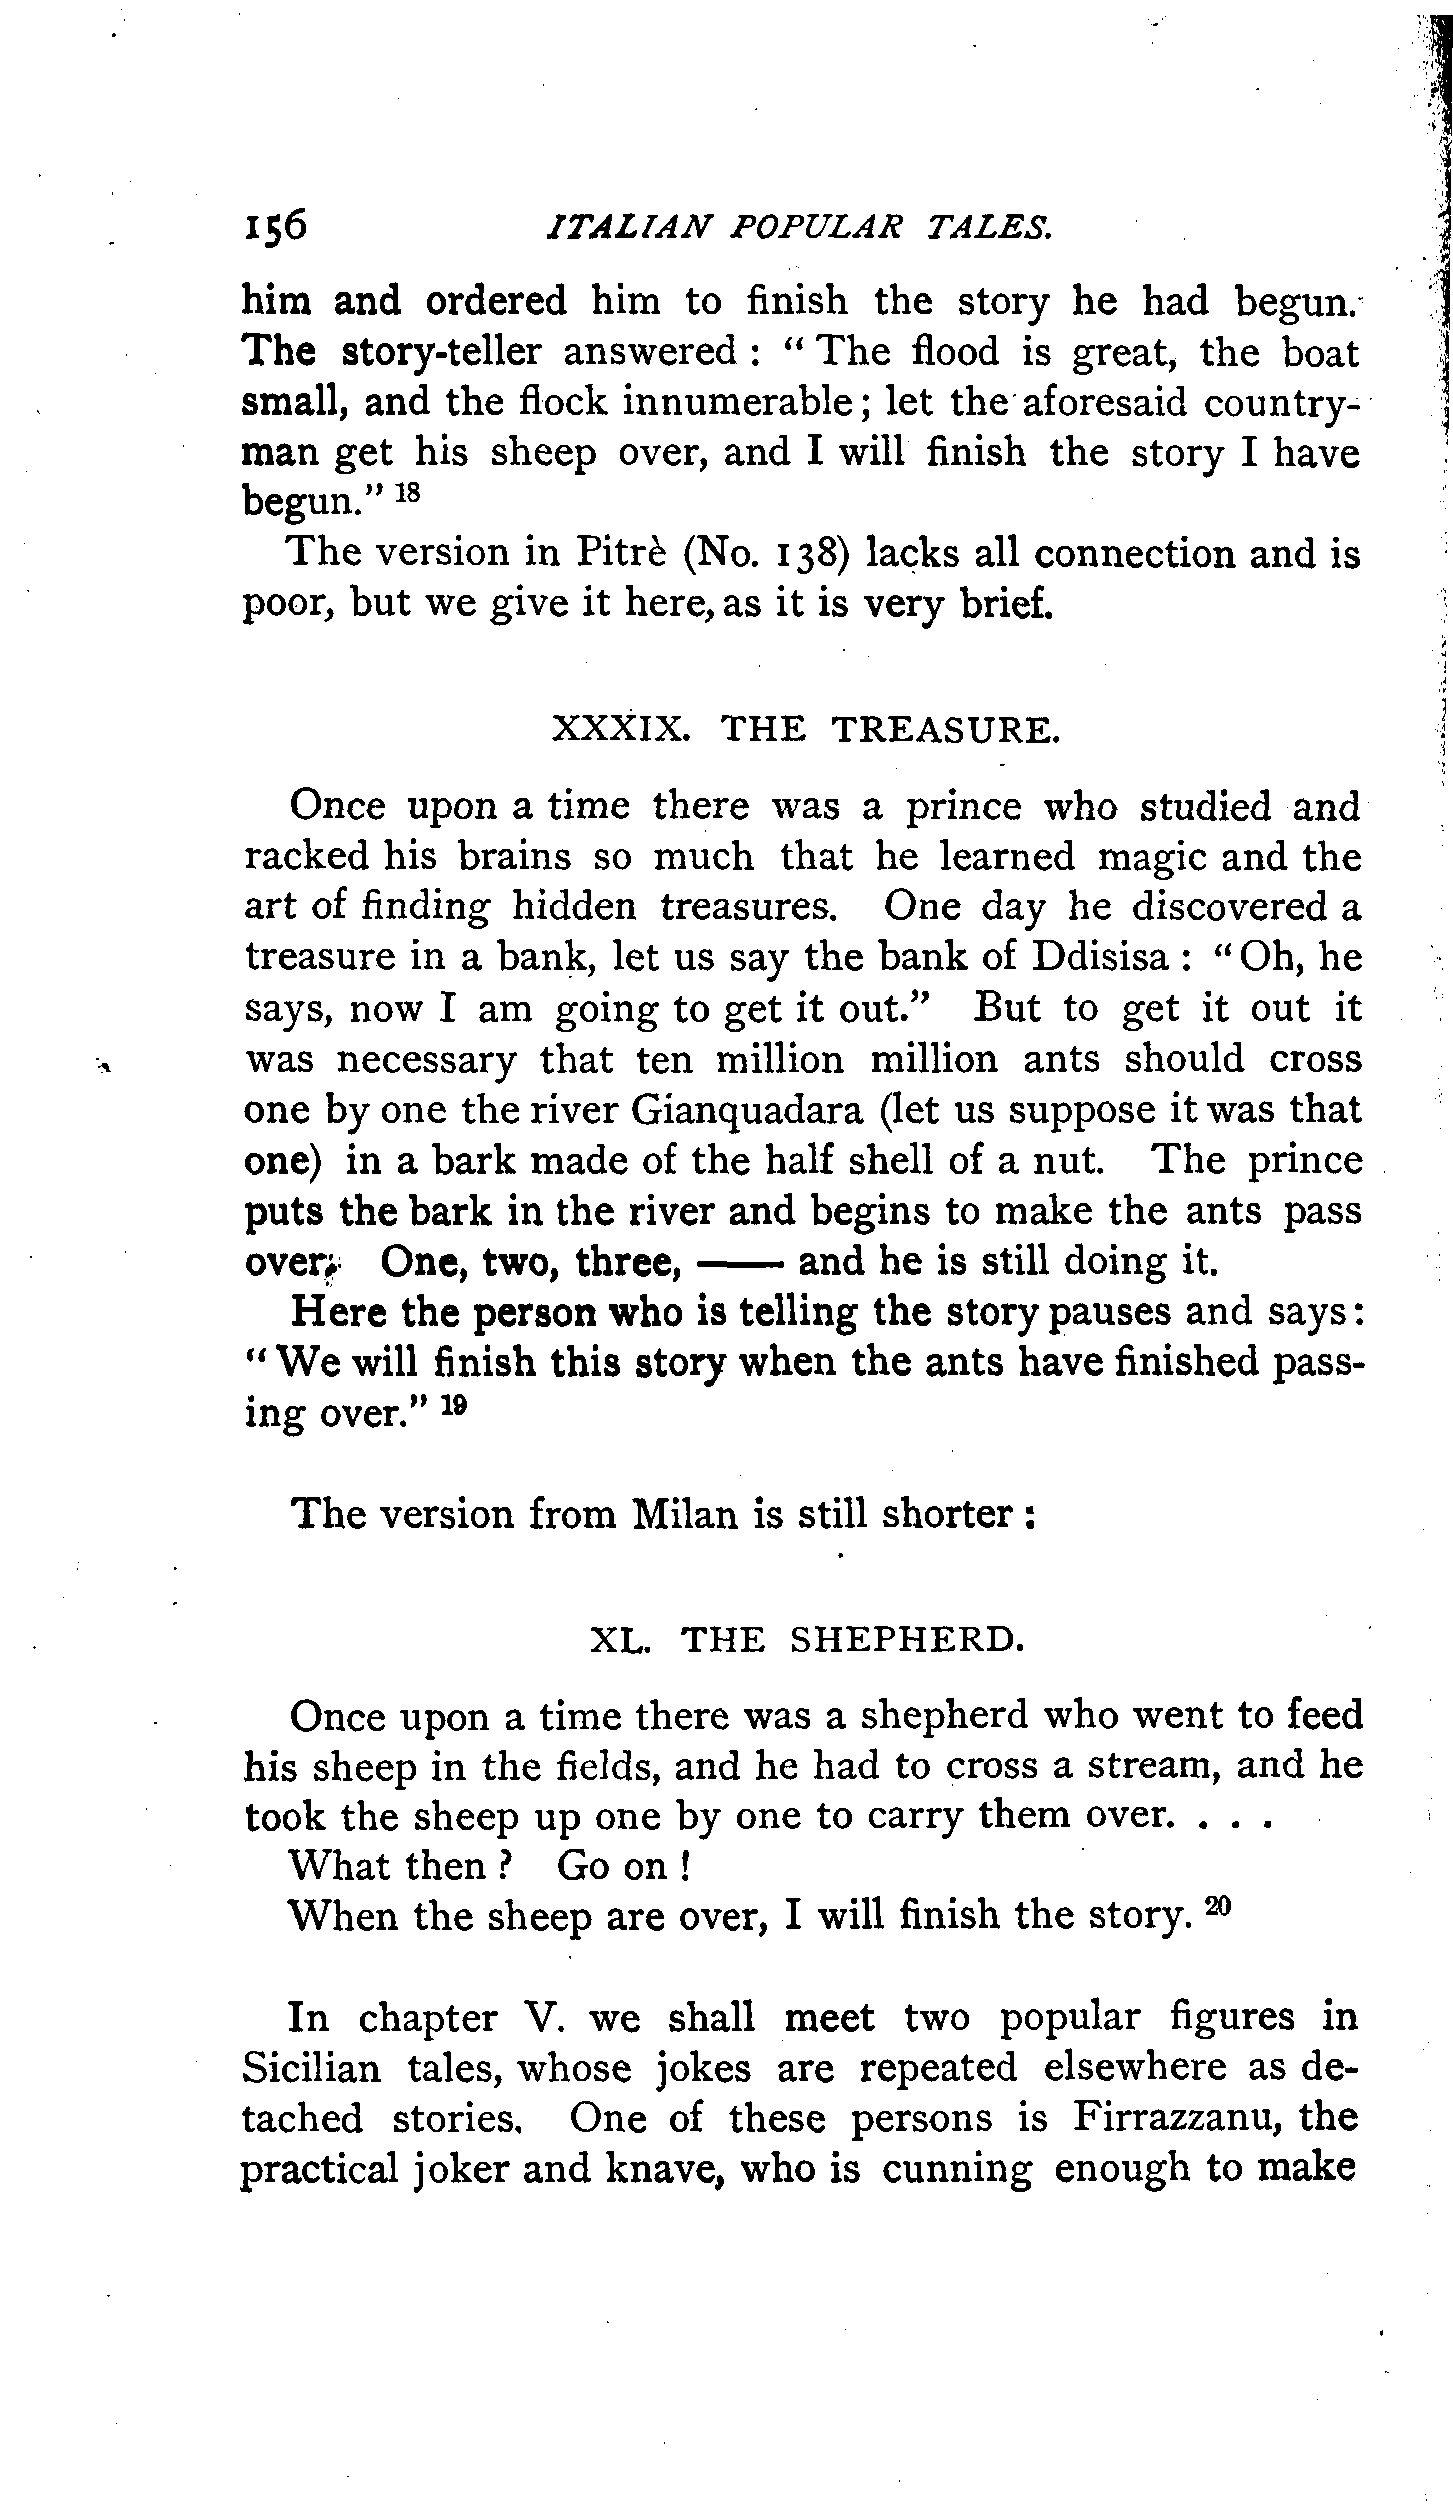 156 ITALIAN POPULAR TALES.
him and ordered him to finish the story he had begun.
The story-teller answered : “ The flood is great, the boat
small, and the flock innumerable ; let the aforesaid country-
man get his sheep over, and I will finish the story I have
begun.” 18
The version in Pitrè (No. 138) lacks all connection and is
poor, but we give it here, as it is very brief.
XXXIX. THE TREASURE.
Once upon a time there was a prince who studied and
racked his brains so much that he learned magic and the
art of finding hidden treasures. One day he discovered a
treasure in a bank, let us say the bank of Ddisisa : “ Oh, he
says, now I am going to get it out.” But to get it out it
was necessary that ten million million ants should cross
one by one the river Gianquadara (let us suppose it was that
one) in a bark made of the half shell of a nut. The prince
puts the bark in the river and begins to make the ants pass
over. One, two, three, —— and he is still doing it.
Here the person who is telling the story pauses and says :
“ We will finish this story when the ants have finished pass-
ing over.” 19
The version from Milan is still shorter :
XL. THE SHEPHERD.
Once upon a time there was a shepherd who went to feed
his sheep in the fields, and he had to cross a stream, and he
took the sheep up one by one to carry them over. . . .
What then ? Go on !
When the sheep are over, I will finish the story. 20
In chapter V. we shall meet two popular figures in
Sicilian tales, whose jokes are repeated elsewhere as de-
tached stories. One of these persons is Firrazzanu, the
practical joker and knave, who is cunning enough to make